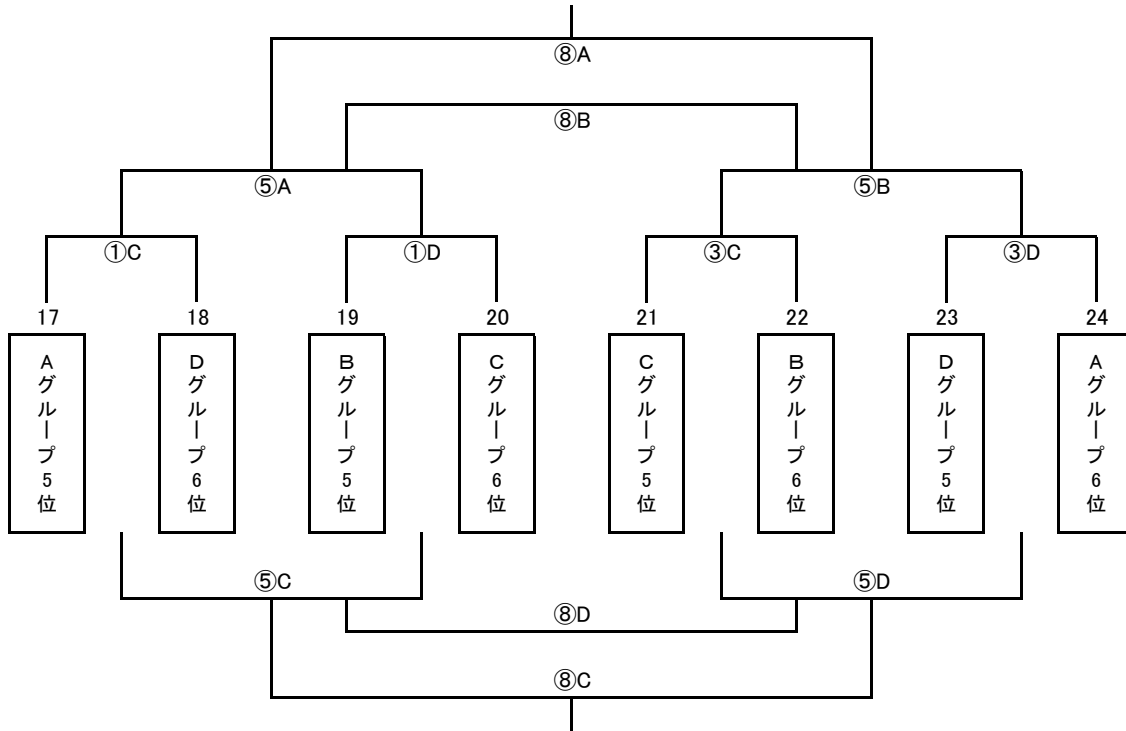 ⑧A
⑧B
⑤A
⑤B
①C
①D
③C
③D
17
18
19
20
21
22
23
24
Aグループ5位
Dグループ6位
Bグループ5位
Cグループ6位
Cグループ5位
Bグループ6位
Dグループ5位
Aグループ6位
⑤C
⑤D
⑧D
⑧C